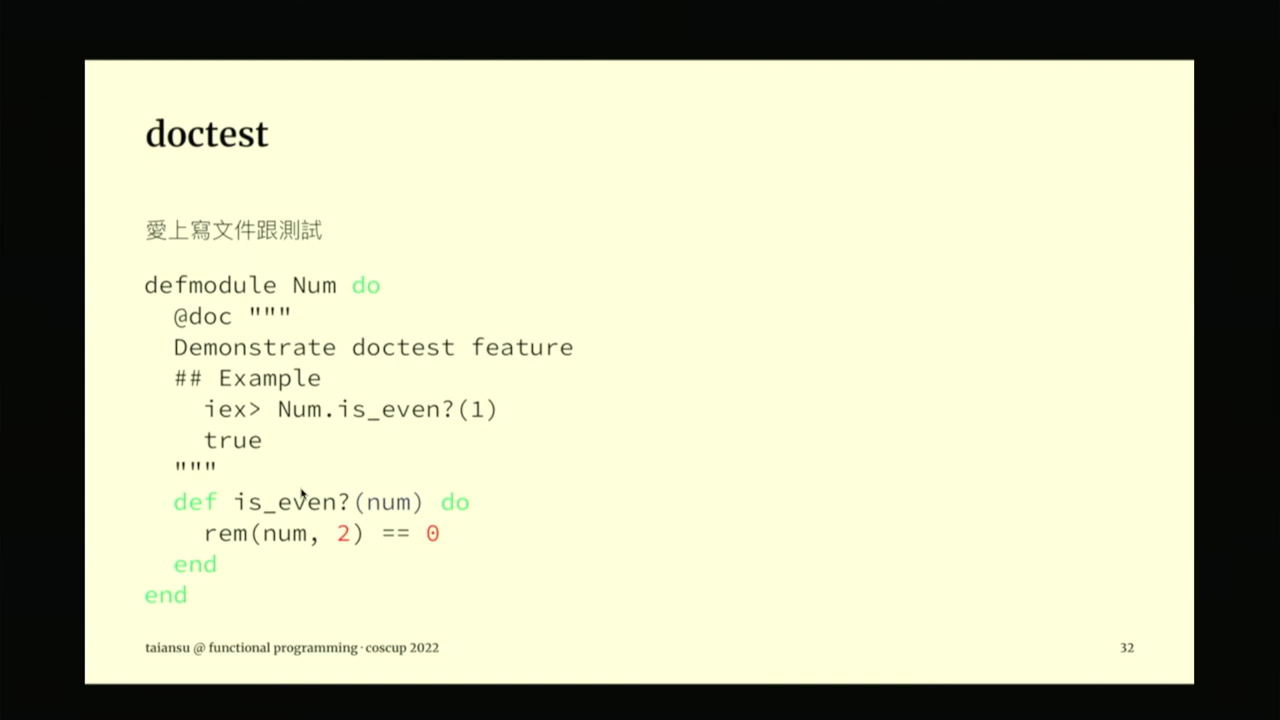 doctest
愛上寫文件跟測試
defmodule Num do
  @doc """
  Demonstrate doctest feature
  ## Example
    iex> Num.is_even?(1)
    true
  """
  def is_even?(num) do
    rem(num, 2) == 0
  end
end
taiansu @ functional programming · coscup 2022
32